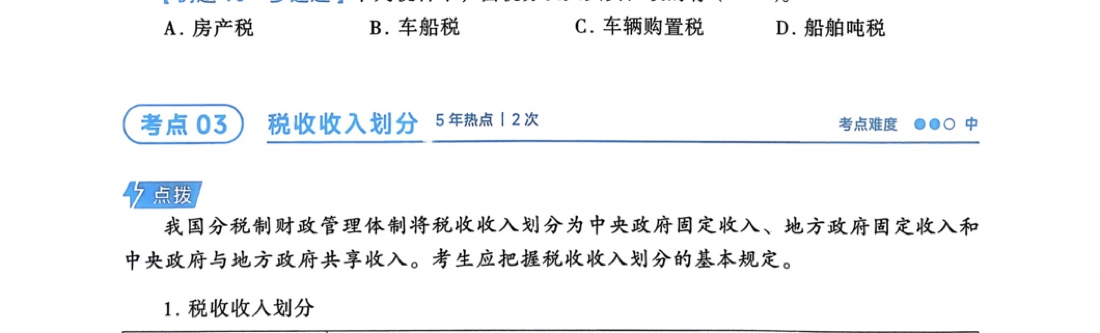 A. 房产税 B. 车船税 C. 车辆购置税 D. 船舶吨税
考点 03 税收收入划分 5 年热点 | 2 次 考点难度 中
点拨
我国分税制财政管理体制将税收收入划分为中央政府固定收入、地方政府固定收入和
中央政府与地方政府共享收入。考生应把握税收收入划分的基本规定。
1. 税收收入划分